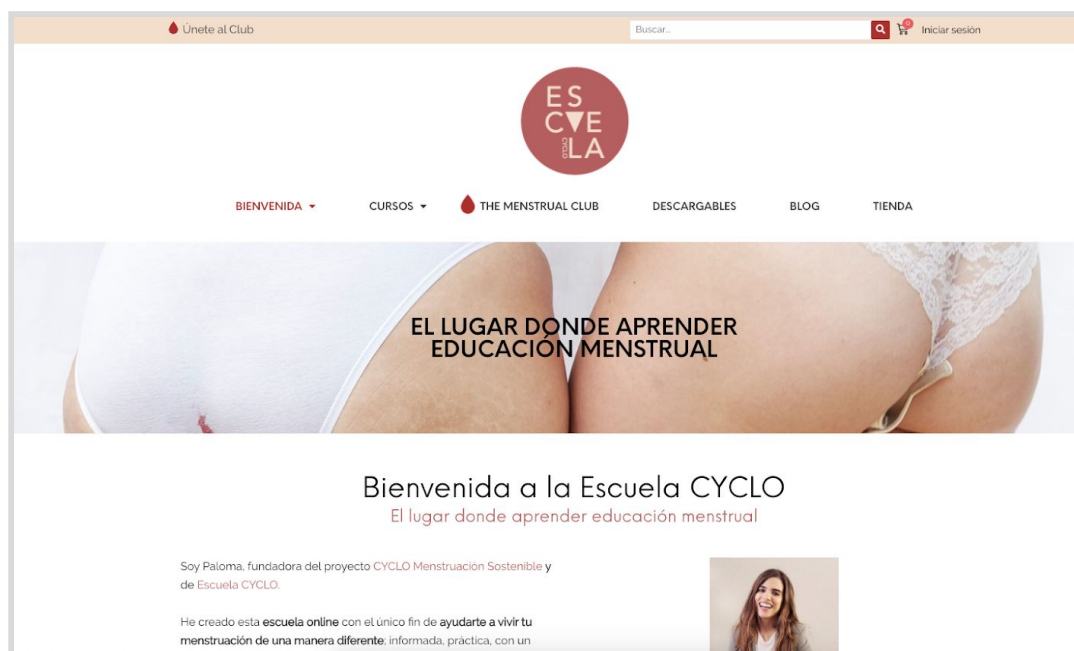 Únete al Club
Buscar...
0
Iniciar sesión
ES
CVE
CYCLO
LA
BIENVENIDA
CURSOS
THE MENSTRUAL CLUB
DESCARGABLES
BLOG
TIENDA
EL LUGAR DONDE APRENDER
EDUCACIÓN MENSTRUAL
Bienvenida a la Escuela CYCLO
El lugar donde aprender educación menstrual
Soy Paloma, fundadora del proyecto CYCLO Menstruación Sostenible y
de Escuela CYCLO.
He creado esta escuela online con el único fin de ayudarte a vivir tu
menstruación de una manera diferente; informada, práctica, con un